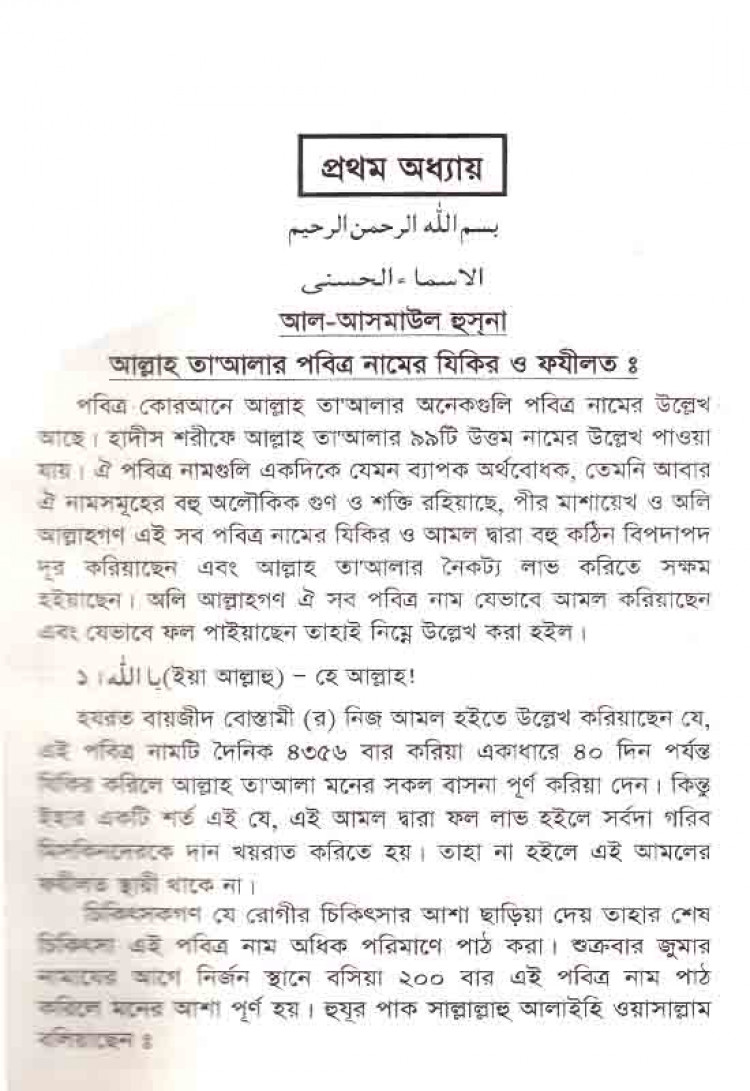 প্রথম অধ্যায়
بسم الله الرحمن الرحيم
الاسماء الحسنى
আল-আসমাউল হুস্না
আল্লাহ তা'আলার পবিত্র নামের যিকির ও ফযীলত ঃ
পবিত্র কোরআনে আল্লাহ তা'আলার অনেকগুলি পবিত্র নামের উল্লেখ
আছে। হাদীস শরীফে আল্লাহ তা'আলার ৯৯টি উত্তম নামের উল্লেখ পাওয়া
যায়। ঐ পবিত্র নামগুলি একদিকে যেমন ব্যাপক অর্থবোধক, তেমনি আবার
ঐ নামসমূহের বহু অলৌকিক গুণ ও শক্তি রহিয়াছে, পীর মাশায়েখ ও অলি
আল্লাহগণ এই সব পবিত্র নামের যিকির ও আমল দ্বারা বহু কঠিন বিপদাপদ
দূর করিয়াছেন এবং আল্লাহ তা'আলার নৈকট্য লাভ করিতে সক্ষম
হইয়াছেন। অলি আল্লাহগণ ঐ সব পবিত্র নাম যেভাবে আমল করিয়াছেন
এবং যেভাবে ফল পাইয়াছেন তাহাই নিম্নে উল্লেখ করা হইল।
১। يا الله (ইয়া আল্লাহু) – হে আল্লাহ!
হযরত বায়জীদ বোস্তামী (র) নিজ আমল হইতে উল্লেখ করিয়াছেন যে,
এই পবিত্র নামটি দৈনিক ৪৩৫৬ বার করিয়া একাধারে ৪০ দিন পর্যন্ত
যিকির করিলে আল্লাহ তা'আলা মনের সকল বাসনা পূর্ণ করিয়া দেন। কিন্তু
ইহার একটি শর্ত এই যে, এই আমল দ্বারা ফল লাভ হইলে সর্বদা গরিব
মিসকিনদেরকে দান খয়রাত করিতে হয়। তাহা না হইলে এই আমলের
ফযীলত স্থায়ী থাকে না।
চিকিৎসকগণ যে রোগীর চিকিৎসার আশা ছাড়িয়া দেয় তাহার শেষ
চিকিৎসা এই পবিত্র নাম অধিক পরিমাণে পাঠ করা। শুক্রবার জুমার
নামাযের আগে নির্জন স্থানে বসিয়া ২০০ বার এই পবিত্র নাম পাঠ
করিলে মনের আশা পূর্ণ হয়। হুযূর পাক সাল্লাল্লাহু আলাইহি ওয়াসাল্লাম
বলিয়াছেন ঃ